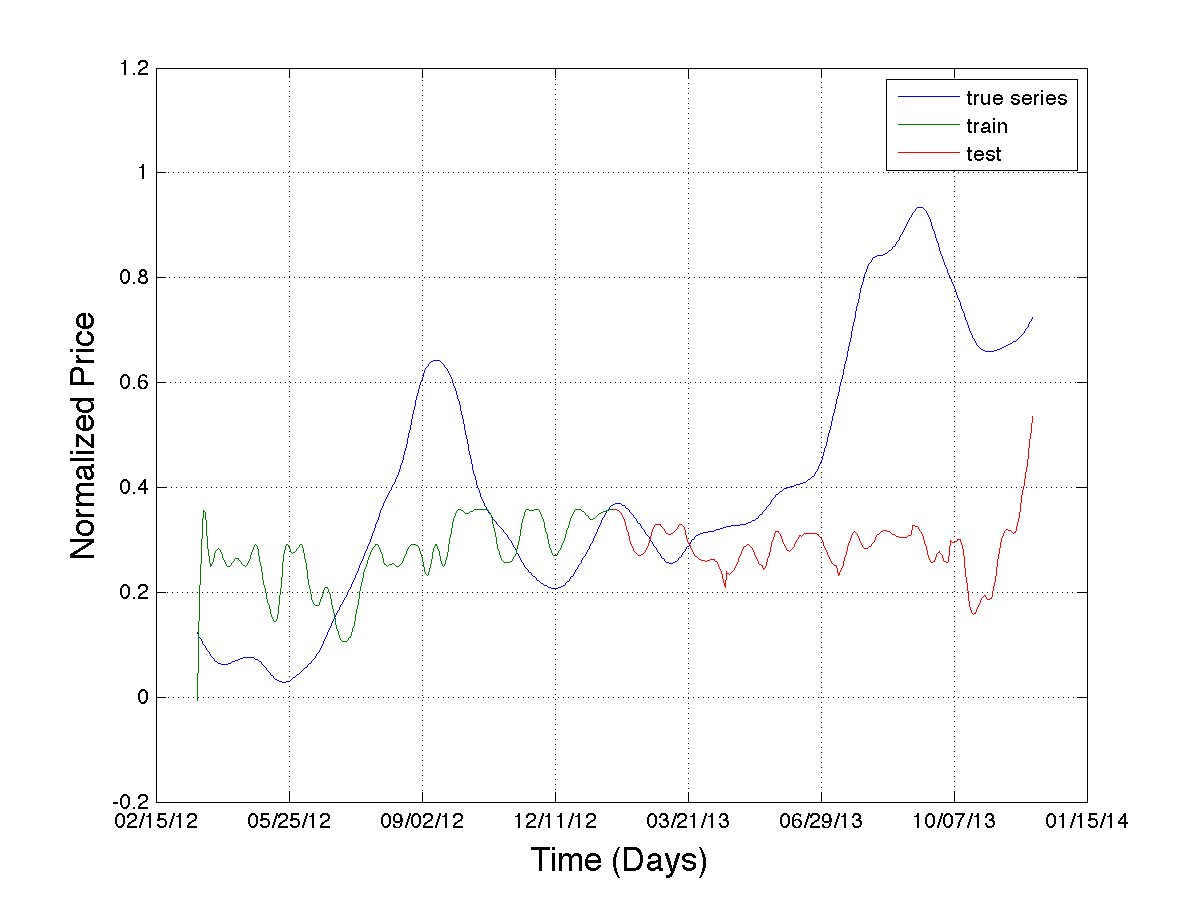 1.2
1
0.8
0.6
0.4
0.2
0
-0.2
Normalized Price
true series
train
test
02/15/12 05/25/12 09/02/12 12/11/12 03/21/13 06/29/13 10/07/13 01/15/14
Time (Days)